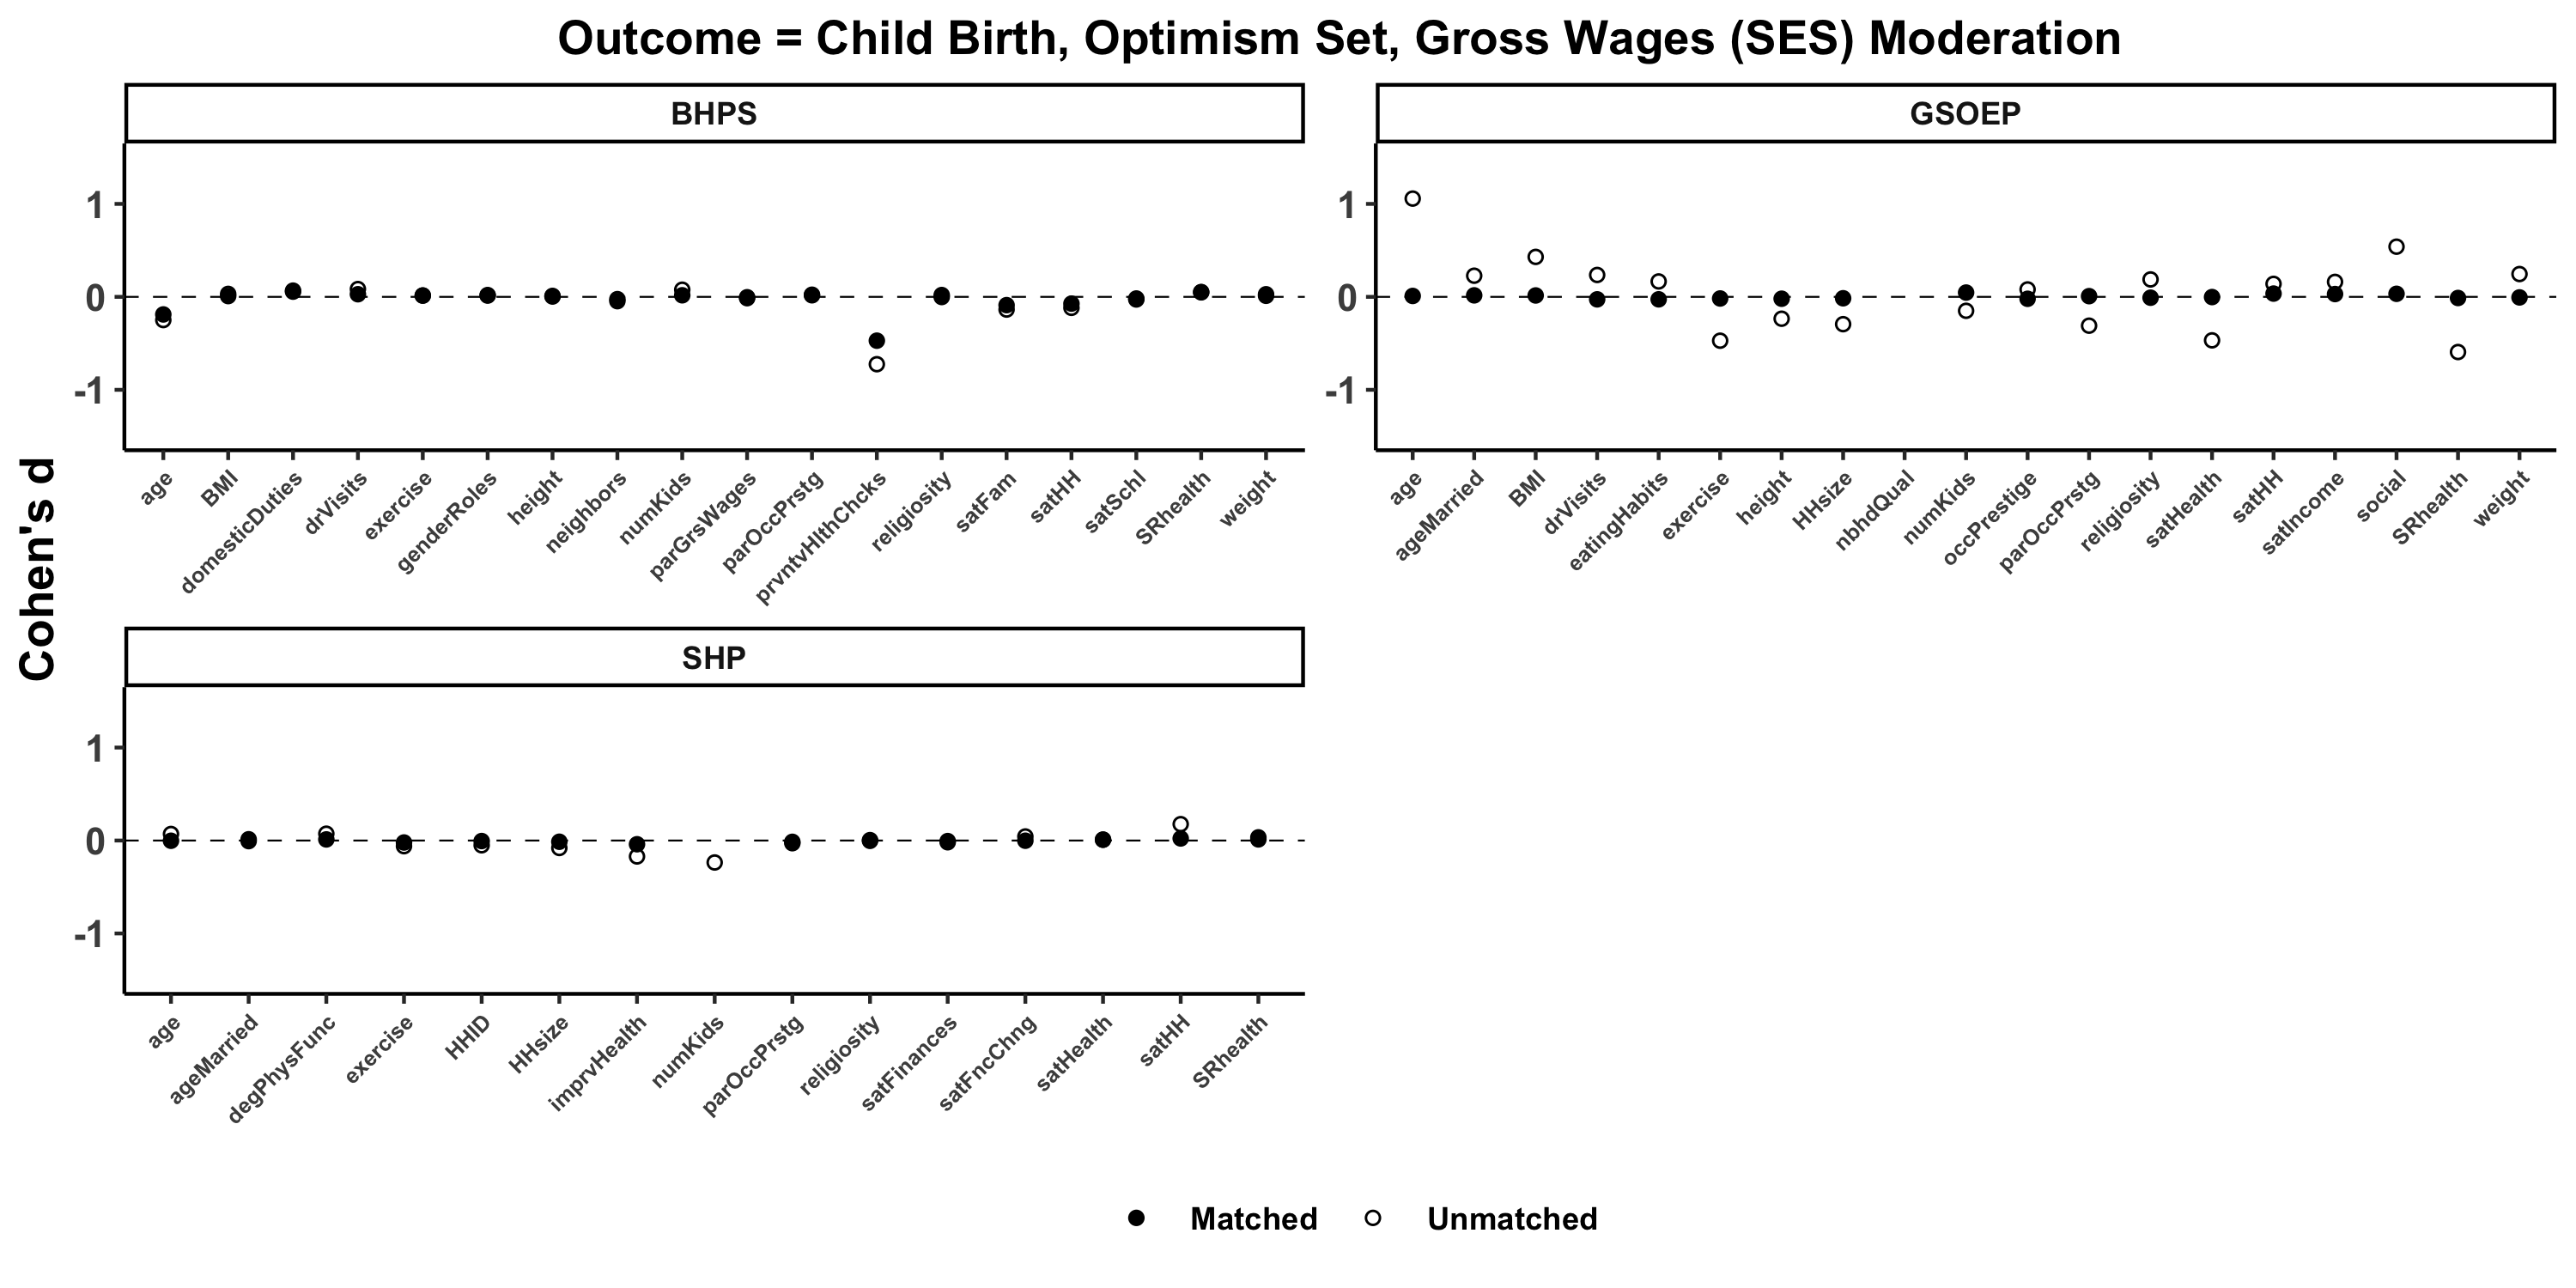 Outcome = Child Birth, Optimism Set, Gross Wages (SES) Moderation
Cohen's d
BHPS
1
0
-1
age
BMI
domesticDuties
drVisits
exercise
genderRoles
height
neighbors
numKids
parGrsWages
parOccPrstg
prvntvHlthChcks
religiosity
satFam
satHH
satSchl
SRhealth
weight
GSOEP
1
0
-1
age
ageMarried
BMI
drVisits
eatingHabits
exercise
height
HHsize
nbhdQual
numKids
occPrestige
parOccPrstg
religiosity
satHealth
satHH
satIncome
social
SRhealth
weight
SHP
1
0
-1
age
ageMarried
degPhysFunc
exercise
HHID
HHsize
imprvHealth
numKids
parOccPrstg
religiosity
satFinances
satFncChng
satHealth
satHH
SRhealth
Matched
Unmatched